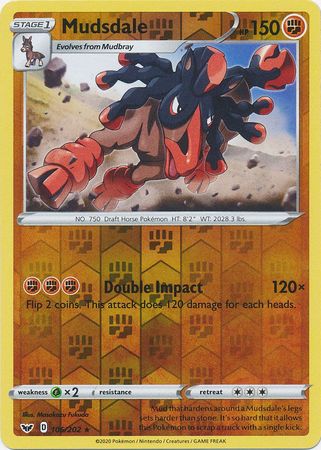 STAGE 1
Mudsdale
HP 150
Evolves from Mudbray
NO. 750 Draft Horse Pokémon HT: 8'2" WT: 2028.3 lbs.
Double Impact 120×
Flip 2 coins. This attack does 120 damage for each heads.
weakness ×2 resistance retreat
Illus. Masakazu Fukuda
D 106/202 ★
Mud that hardens around a Mudsdale's legs
sets harder than stone. It's so hard that it allows
this Pokémon to scrap a truck with a single kick.
©2020 Pokémon / Nintendo / Creatures / GAME FREAK